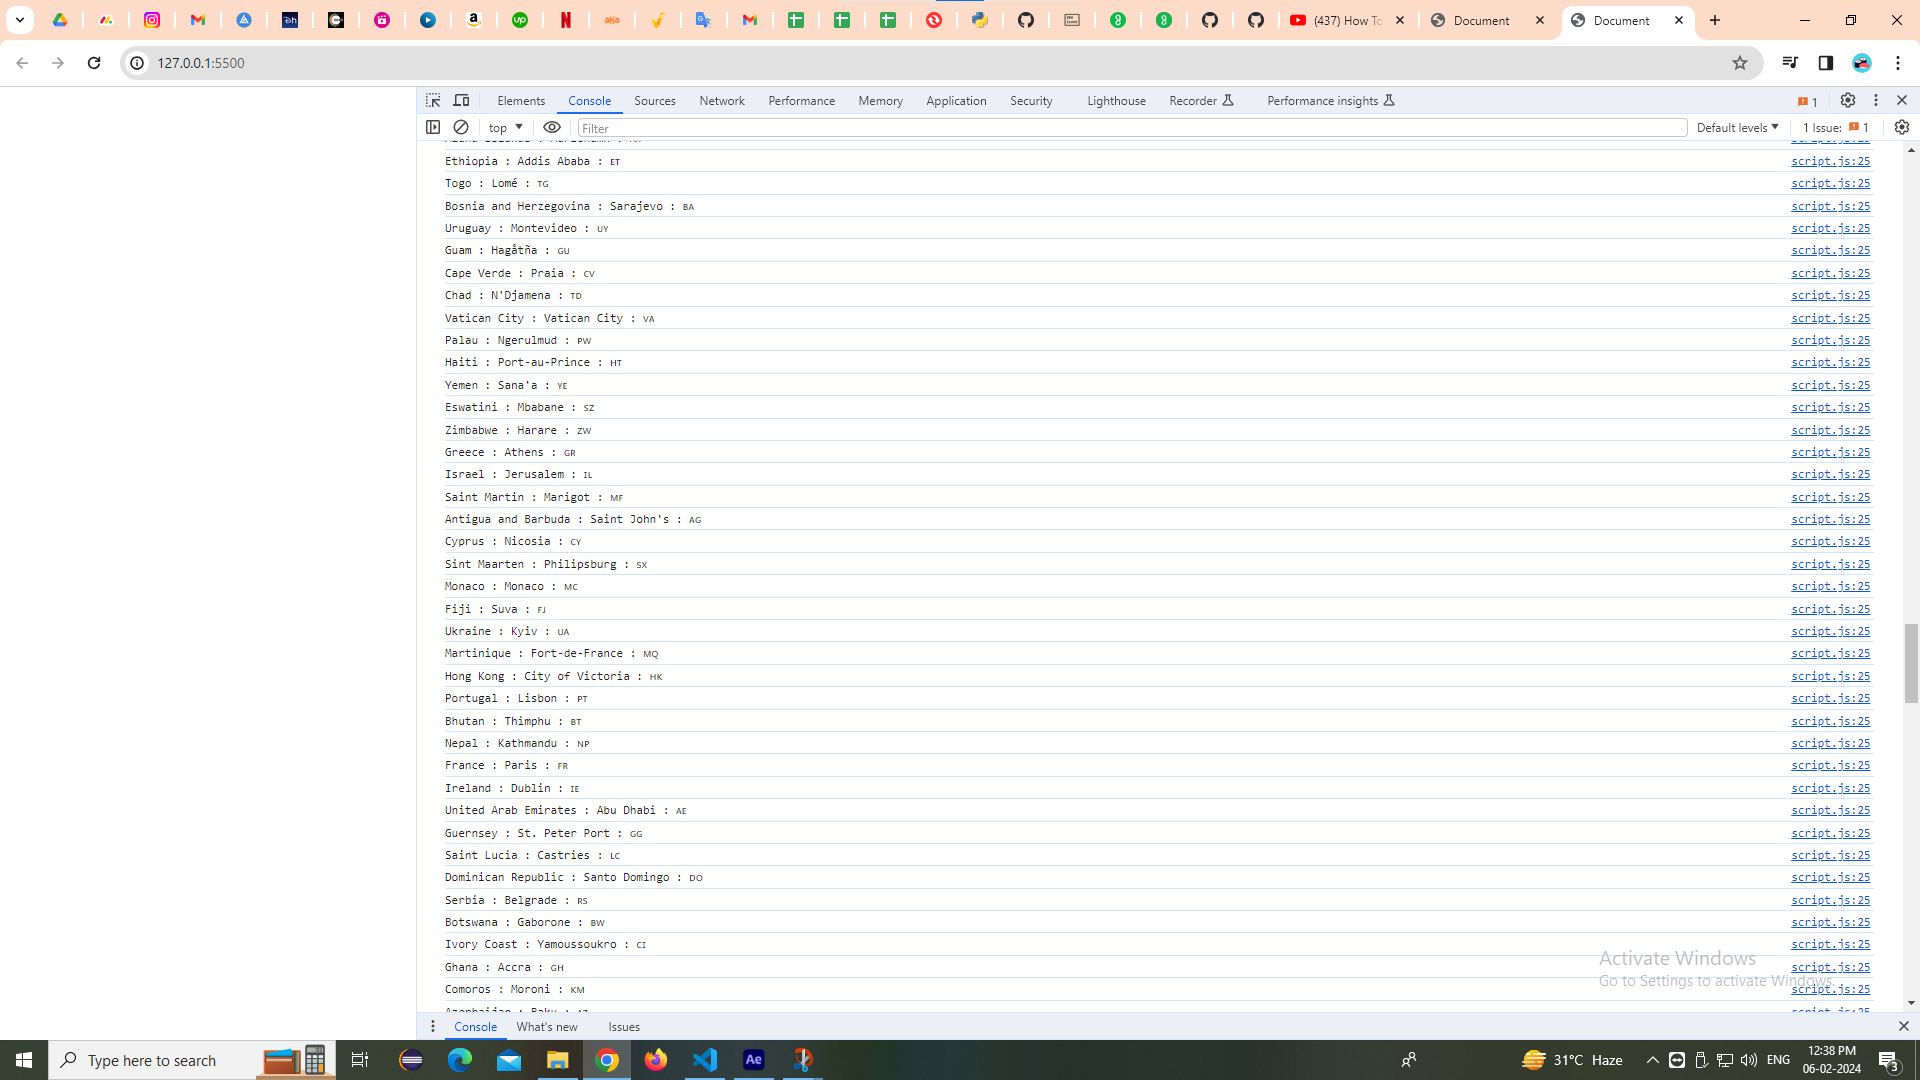 (437) How To
Document
Document
127.0.0.1:5500
Elements Console Sources Network Performance Memory Application Security Lighthouse Recorder Performance insights 1
top Filter Default levels 1 Issue: 1
Ethiopia : Addis Ababa : ET script.js:25
Togo : Lomé : TG script.js:25
Bosnia and Herzegovina : Sarajevo : BA script.js:25
Uruguay : Montevideo : UY script.js:25
Guam : Hagåtña : GU script.js:25
Cape Verde : Praia : CV script.js:25
Chad : N'Djamena : TD script.js:25
Vatican City : Vatican City : VA script.js:25
Palau : Ngerulmud : PW script.js:25
Haiti : Port-au-Prince : HT script.js:25
Yemen : Sana'a : YE script.js:25
Eswatini : Mbabane : SZ script.js:25
Zimbabwe : Harare : ZW script.js:25
Greece : Athens : GR script.js:25
Israel : Jerusalem : IL script.js:25
Saint Martin : Marigot : MF script.js:25
Antigua and Barbuda : Saint John's : AG script.js:25
Cyprus : Nicosia : CY script.js:25
Sint Maarten : Philipsburg : SX script.js:25
Monaco : Monaco : MC script.js:25
Fiji : Suva : FJ script.js:25
Ukraine : Kyiv : UA script.js:25
Martinique : Fort-de-France : MQ script.js:25
Hong Kong : City of Victoria : HK script.js:25
Portugal : Lisbon : PT script.js:25
Bhutan : Thimphu : BT script.js:25
Nepal : Kathmandu : NP script.js:25
France : Paris : FR script.js:25
Ireland : Dublin : IE script.js:25
United Arab Emirates : Abu Dhabi : AE script.js:25
Guernsey : St. Peter Port : GG script.js:25
Saint Lucia : Castries : LC script.js:25
Dominican Republic : Santo Domingo : DO script.js:25
Serbia : Belgrade : RS script.js:25
Botswana : Gaborone : BW script.js:25
Ivory Coast : Yamoussoukro : CI script.js:25
Ghana : Accra : GH script.js:25
Comoros : Moroni : KM script.js:25
Activate Windows
Go to Settings to activate Windows.
Console What's new Issues
Type here to search
Ae
31°C Haze
ENG
12:38 PM
06-02-2024
3